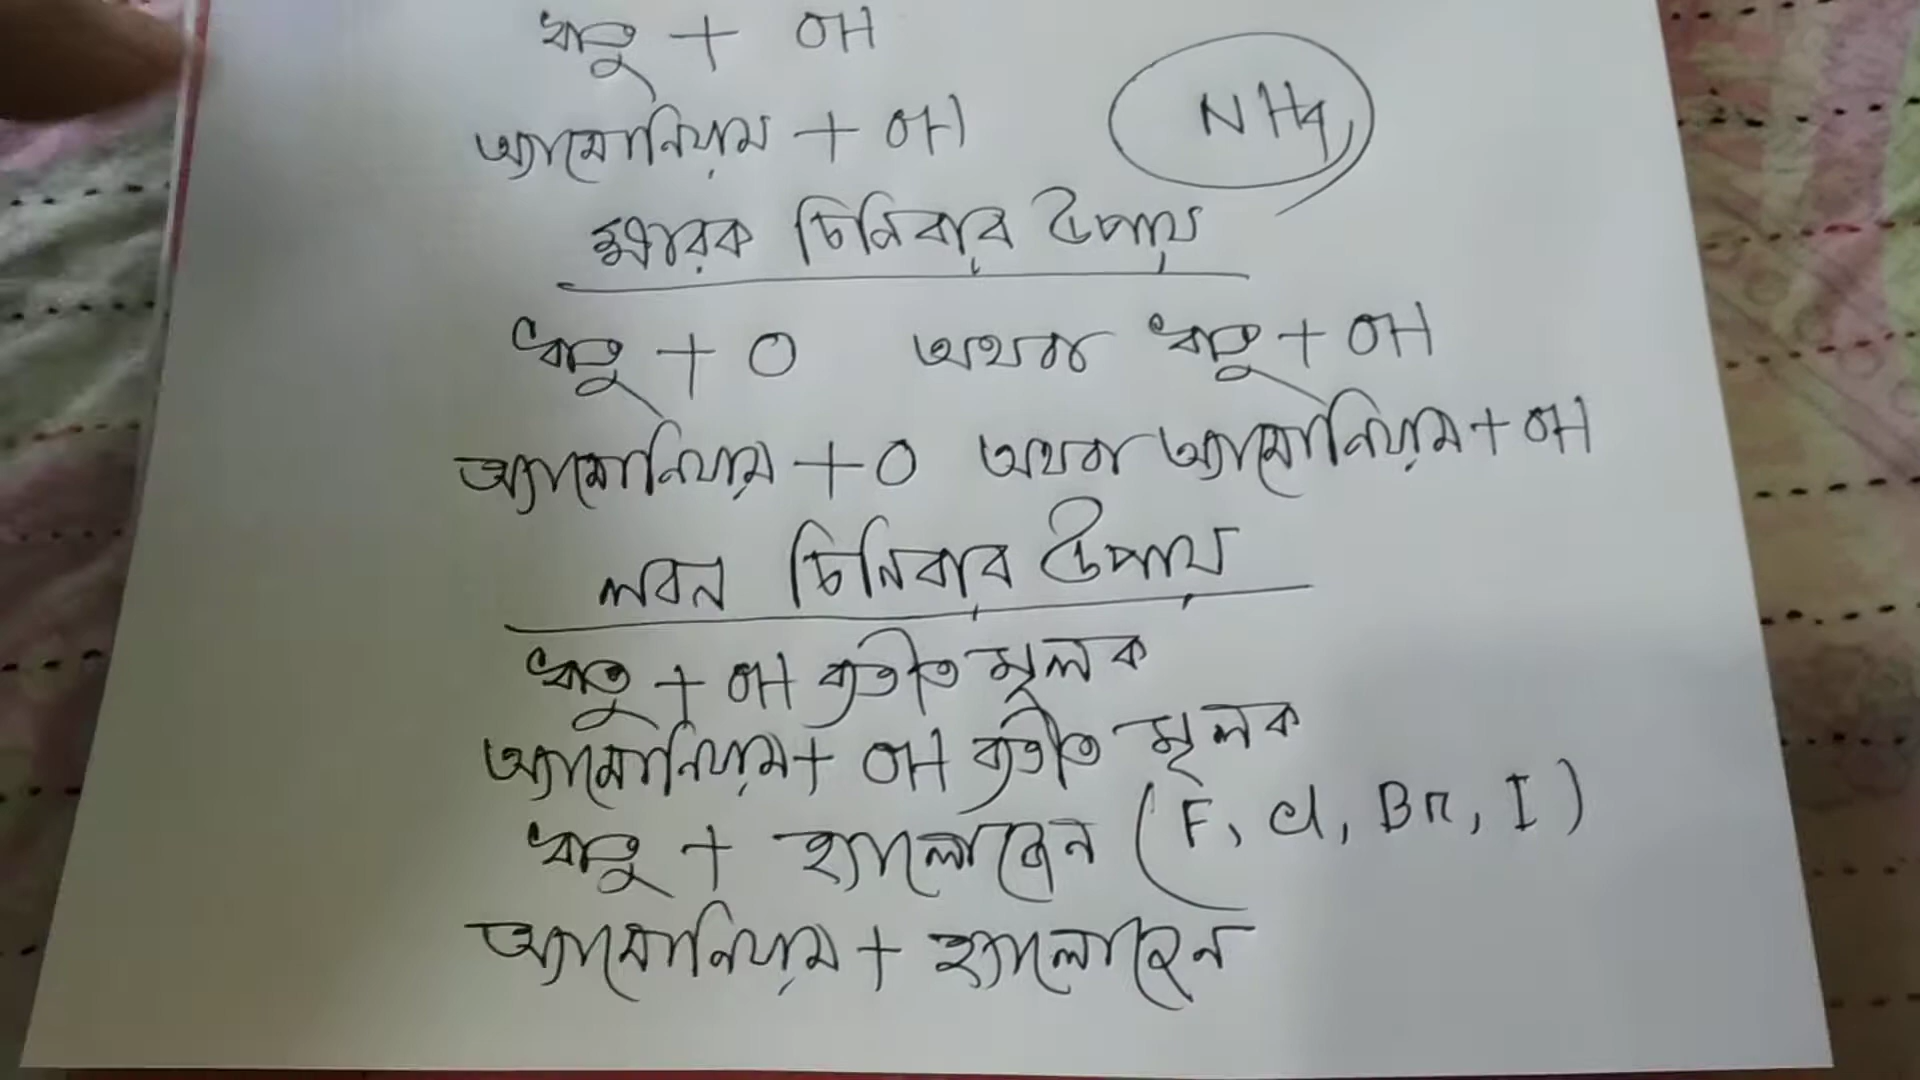 ধাতু + OH
অ্যামোনিয়াম + OH NH4
ক্ষারক চিনিবার উপায়
ধাতু + O অথবা ধাতু + OH
অ্যামোনিয়াম + O অথবা অ্যামোনিয়াম + OH
লবন চিনিবার উপায়
ধাতু + OH ব্যতীত মূলক
অ্যামোনিয়াম + OH ব্যতীত মূলক
ধাতু + হ্যালোজেন (F, Cl, Br, I)
অ্যামোনিয়াম + হ্যালোজেন